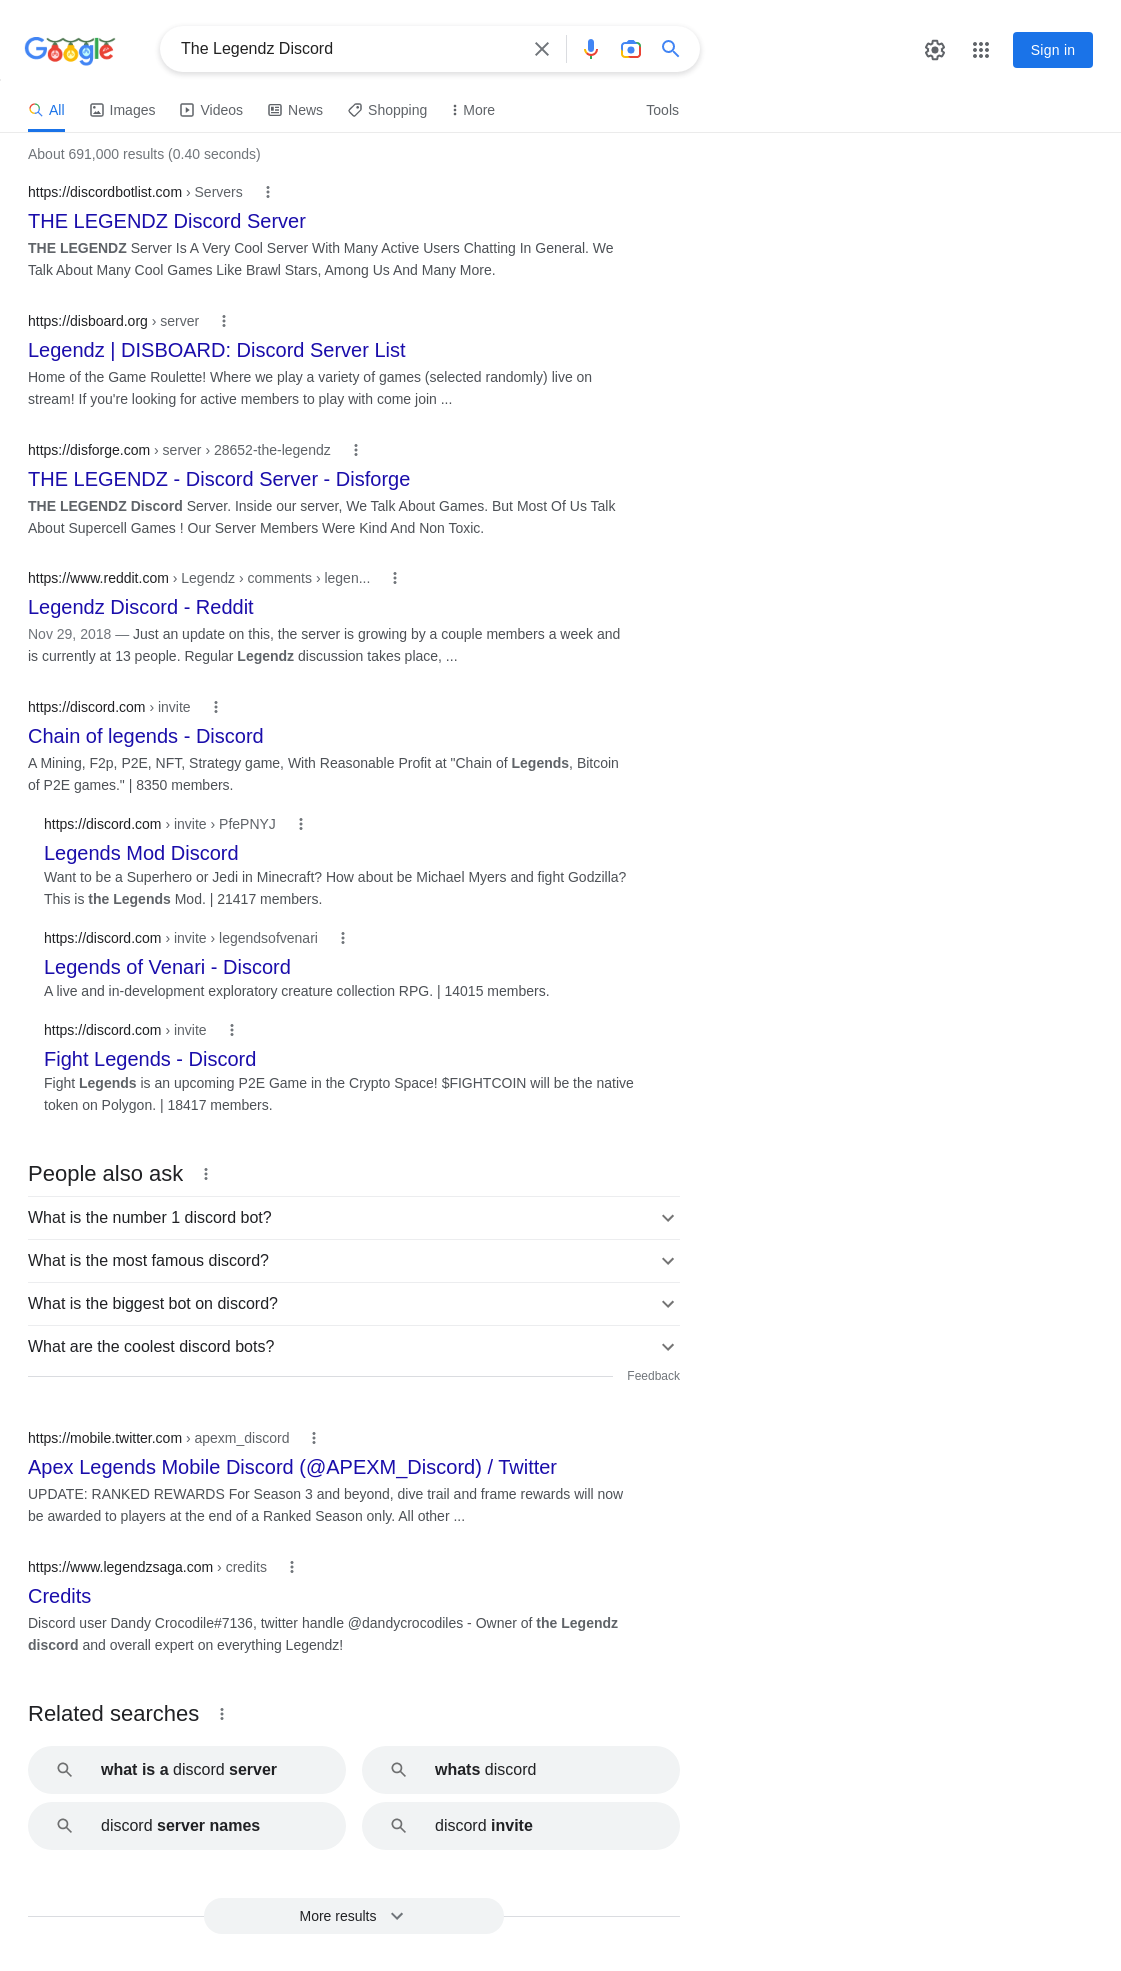 Google
The Legendz Discord
Sign in
All
Images
Videos
News
Shopping
More
Tools
About 691,000 results (0.40 seconds)
https://discordbotlist.com › Servers
THE LEGENDZ Discord Server
THE LEGENDZ Server Is A Very Cool Server With Many Active Users Chatting In General. We
Talk About Many Cool Games Like Brawl Stars, Among Us And Many More.
https://disboard.org › server
Legendz | DISBOARD: Discord Server List
Home of the Game Roulette! Where we play a variety of games (selected randomly) live on
stream! If you're looking for active members to play with come join ...
https://disforge.com › server › 28652-the-legendz
THE LEGENDZ - Discord Server - Disforge
THE LEGENDZ Discord Server. Inside our server, We Talk About Games. But Most Of Us Talk
About Supercell Games ! Our Server Members Were Kind And Non Toxic.
https://www.reddit.com › Legendz › comments › legen...
Legendz Discord - Reddit
Nov 29, 2018 — Just an update on this, the server is growing by a couple members a week and
is currently at 13 people. Regular Legendz discussion takes place, ...
https://discord.com › invite
Chain of legends - Discord
A Mining, F2p, P2E, NFT, Strategy game, With Reasonable Profit at "Chain of Legends, Bitcoin
of P2E games." | 8350 members.
https://discord.com › invite › PfePNYJ
Legends Mod Discord
Want to be a Superhero or Jedi in Minecraft? How about be Michael Myers and fight Godzilla?
This is the Legends Mod. | 21417 members.
https://discord.com › invite › legendsofvenari
Legends of Venari - Discord
A live and in-development exploratory creature collection RPG. | 14015 members.
https://discord.com › invite
Fight Legends - Discord
Fight Legends is an upcoming P2E Game in the Crypto Space! $FIGHTCOIN will be the native
token on Polygon. | 18417 members.
People also ask
What is the number 1 discord bot?
What is the most famous discord?
What is the biggest bot on discord?
What are the coolest discord bots?
Feedback
https://mobile.twitter.com › apexm_discord
Apex Legends Mobile Discord (@APEXM_Discord) / Twitter
UPDATE: RANKED REWARDS For Season 3 and beyond, dive trail and frame rewards will now
be awarded to players at the end of a Ranked Season only. All other ...
https://www.legendzsaga.com › credits
Credits
Discord user Dandy Crocodile#7136, twitter handle @dandycrocodiles - Owner of the Legendz
discord and overall expert on everything Legendz!
Related searches
what is a discord server
whats discord
discord server names
discord invite
More results